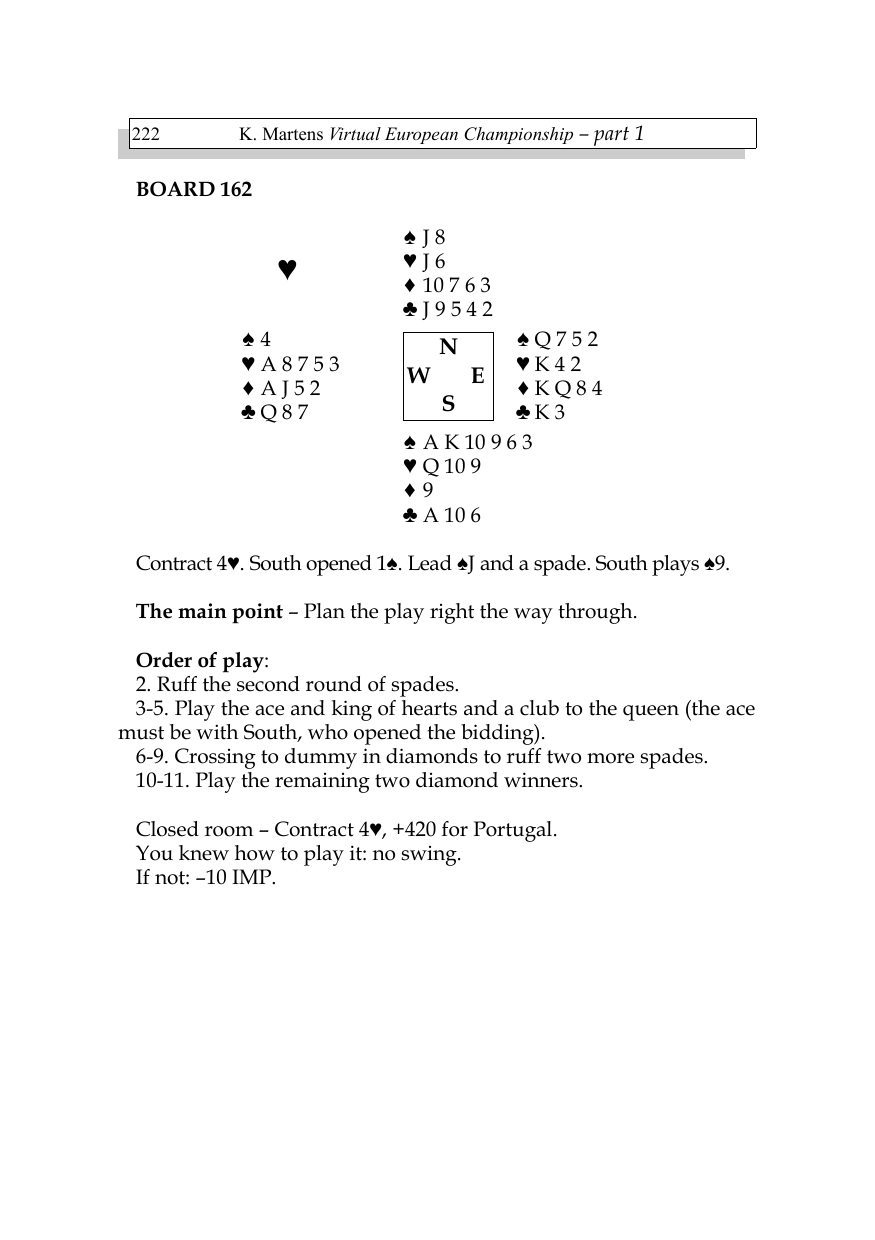 222 K. Martens Virtual European Championship – part 1
BOARD 162
♠ J 8
♥ J 6
♦ 10 7 6 3
♣ J 9 5 4 2
♥
♠ 4
♥ A 8 7 5 3
♦ A J 5 2
♣ Q 8 7
N
W E
S
♠ Q 7 5 2
♥ K 4 2
♦ K Q 8 4
♣ K 3
♠ A K 10 9 6 3
♥ Q 10 9
♦ 9
♣ A 10 6
Contract 4♥. South opened 1♠. Lead ♠J and a spade. South plays ♠9.
The main point – Plan the play right the way through.
Order of play:
2. Ruff the second round of spades.
3-5. Play the ace and king of hearts and a club to the queen (the ace
must be with South, who opened the bidding).
6-9. Crossing to dummy in diamonds to ruff two more spades.
10-11. Play the remaining two diamond winners.
Closed room – Contract 4♥, +420 for Portugal.
You knew how to play it: no swing.
If not: –10 IMP.